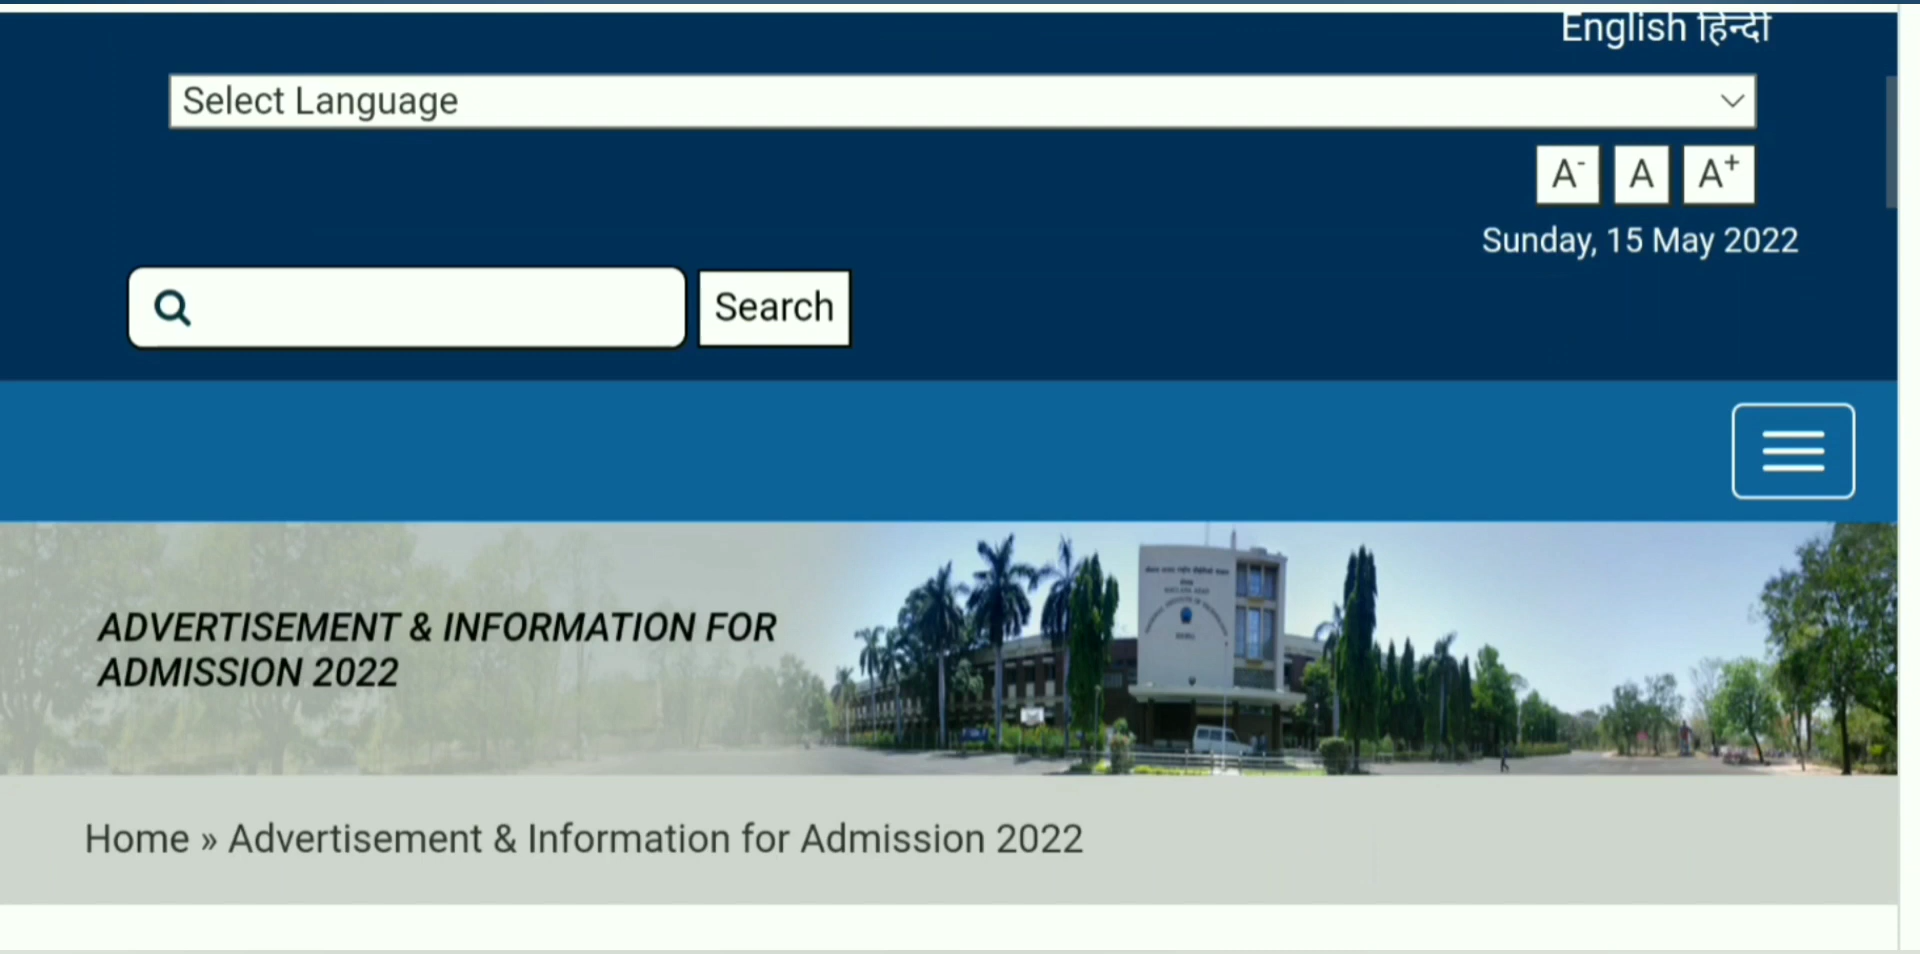 English हिन्दी
Select Language
A-
A
A+
Sunday, 15 May 2022
Search
ADVERTISEMENT & INFORMATION FOR
ADMISSION 2022
Home » Advertisement & Information for Admission 2022